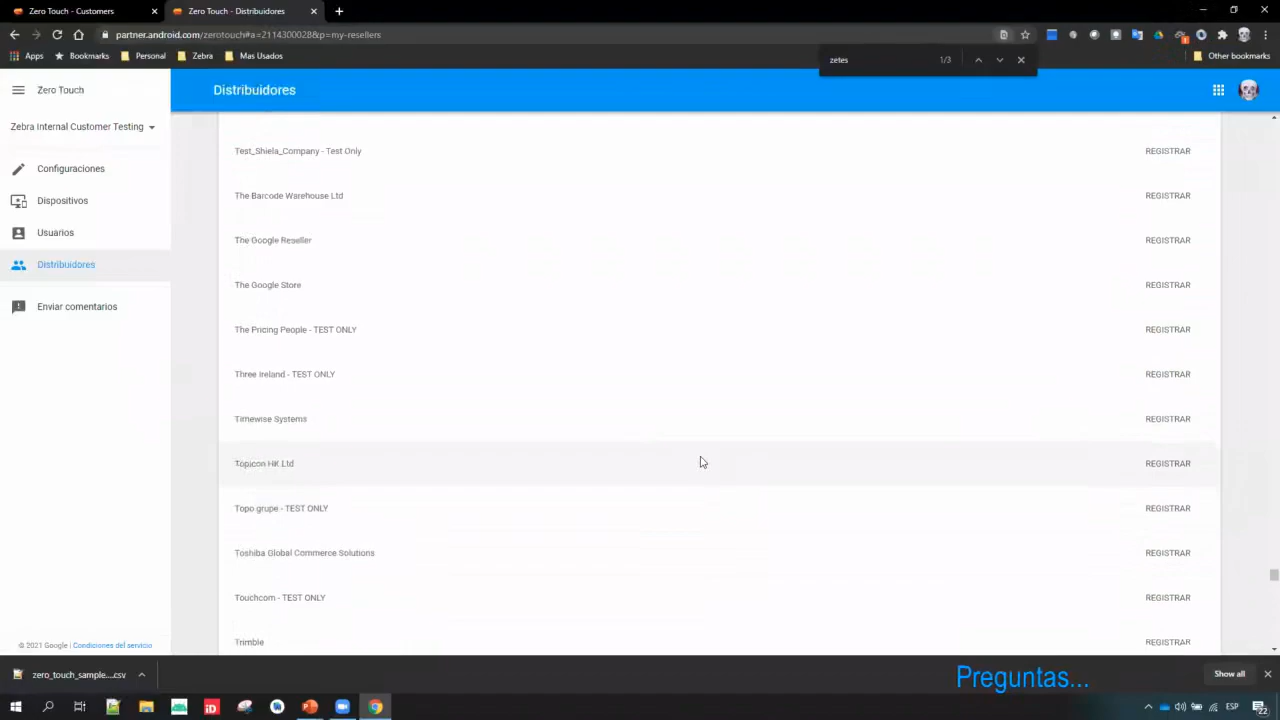 Zero Touch - Customers
Zero Touch - Distributors
partner.android.com/zerotouch#a=2114300028&p=my-resellers
Apps
Bookmarks
Personal
Zebra
Mas Usados
Other bookmarks
zetes
1/3
Zero Touch
Distribuidores
Zebra Internal Customer Testing
Configuraciones
Dispositivos
Usuarios
Distribuidores
Enviar comentarios
Test_Shiela_Company - Test Only REGISTRAR
The Barcode Warehouse Ltd REGISTRAR
The Google Reseller REGISTRAR
The Google Store REGISTRAR
The Pricing People - TEST ONLY REGISTRAR
Three Ireland - TEST ONLY REGISTRAR
Timewise Systems REGISTRAR
Topicon HK Ltd REGISTRAR
Topo grupe - TEST ONLY REGISTRAR
Toshiba Global Commerce Solutions REGISTRAR
Touchcom - TEST ONLY REGISTRAR
Trimble REGISTRAR
© 2021 Google | Condiciones del servicio
zero_touch_sample....csv
Preguntas...
Show all
iD
ESP
22